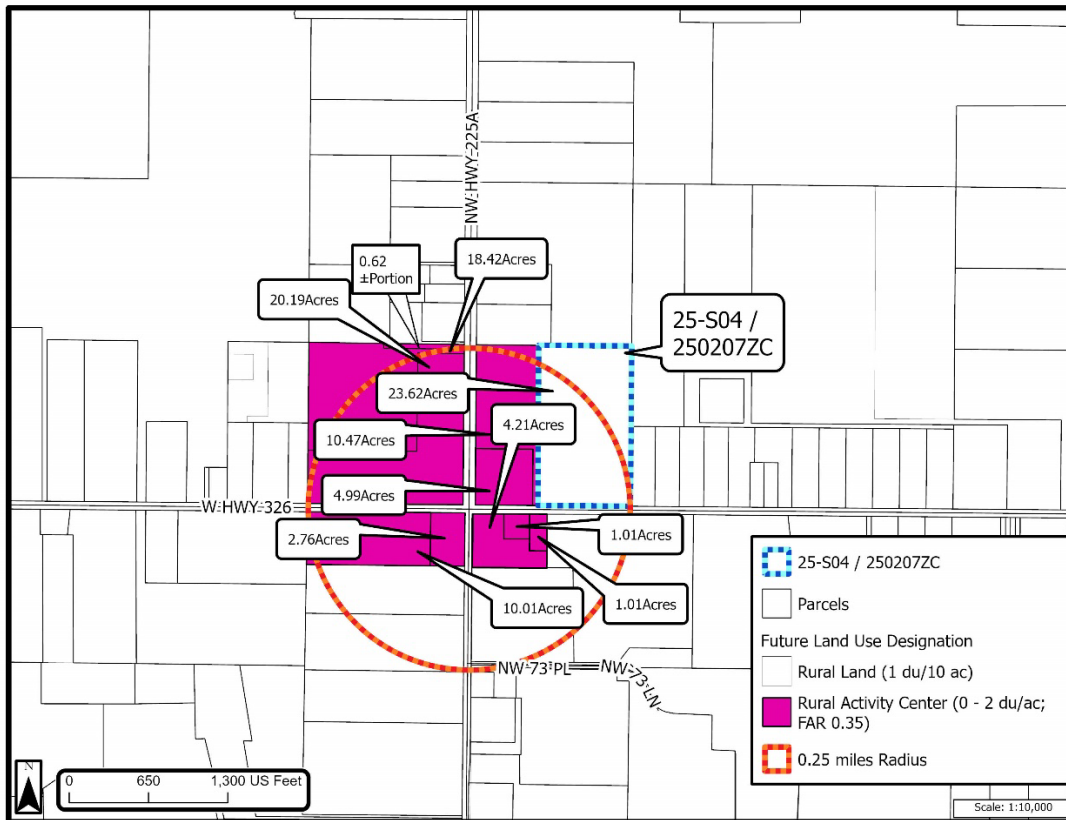 NW HWY 225A
0.62
±Portion
18.42Acres
20.19Acres
25-S04 /
250207ZC
23.62Acres
4.21Acres
10.47Acres
4.99Acres
W HWY 326
2.76Acres
1.01Acres
10.01Acres
1.01Acres
NW 73 PL
NW 73 LN
25-S04 / 250207ZC
Parcels
Future Land Use Designation
Rural Land (1 du/10 ac)
Rural Activity Center (0 - 2 du/ac;
FAR 0.35)
0.25 miles Radius
N
0 650 1,300 US Feet
Scale: 1:10,000